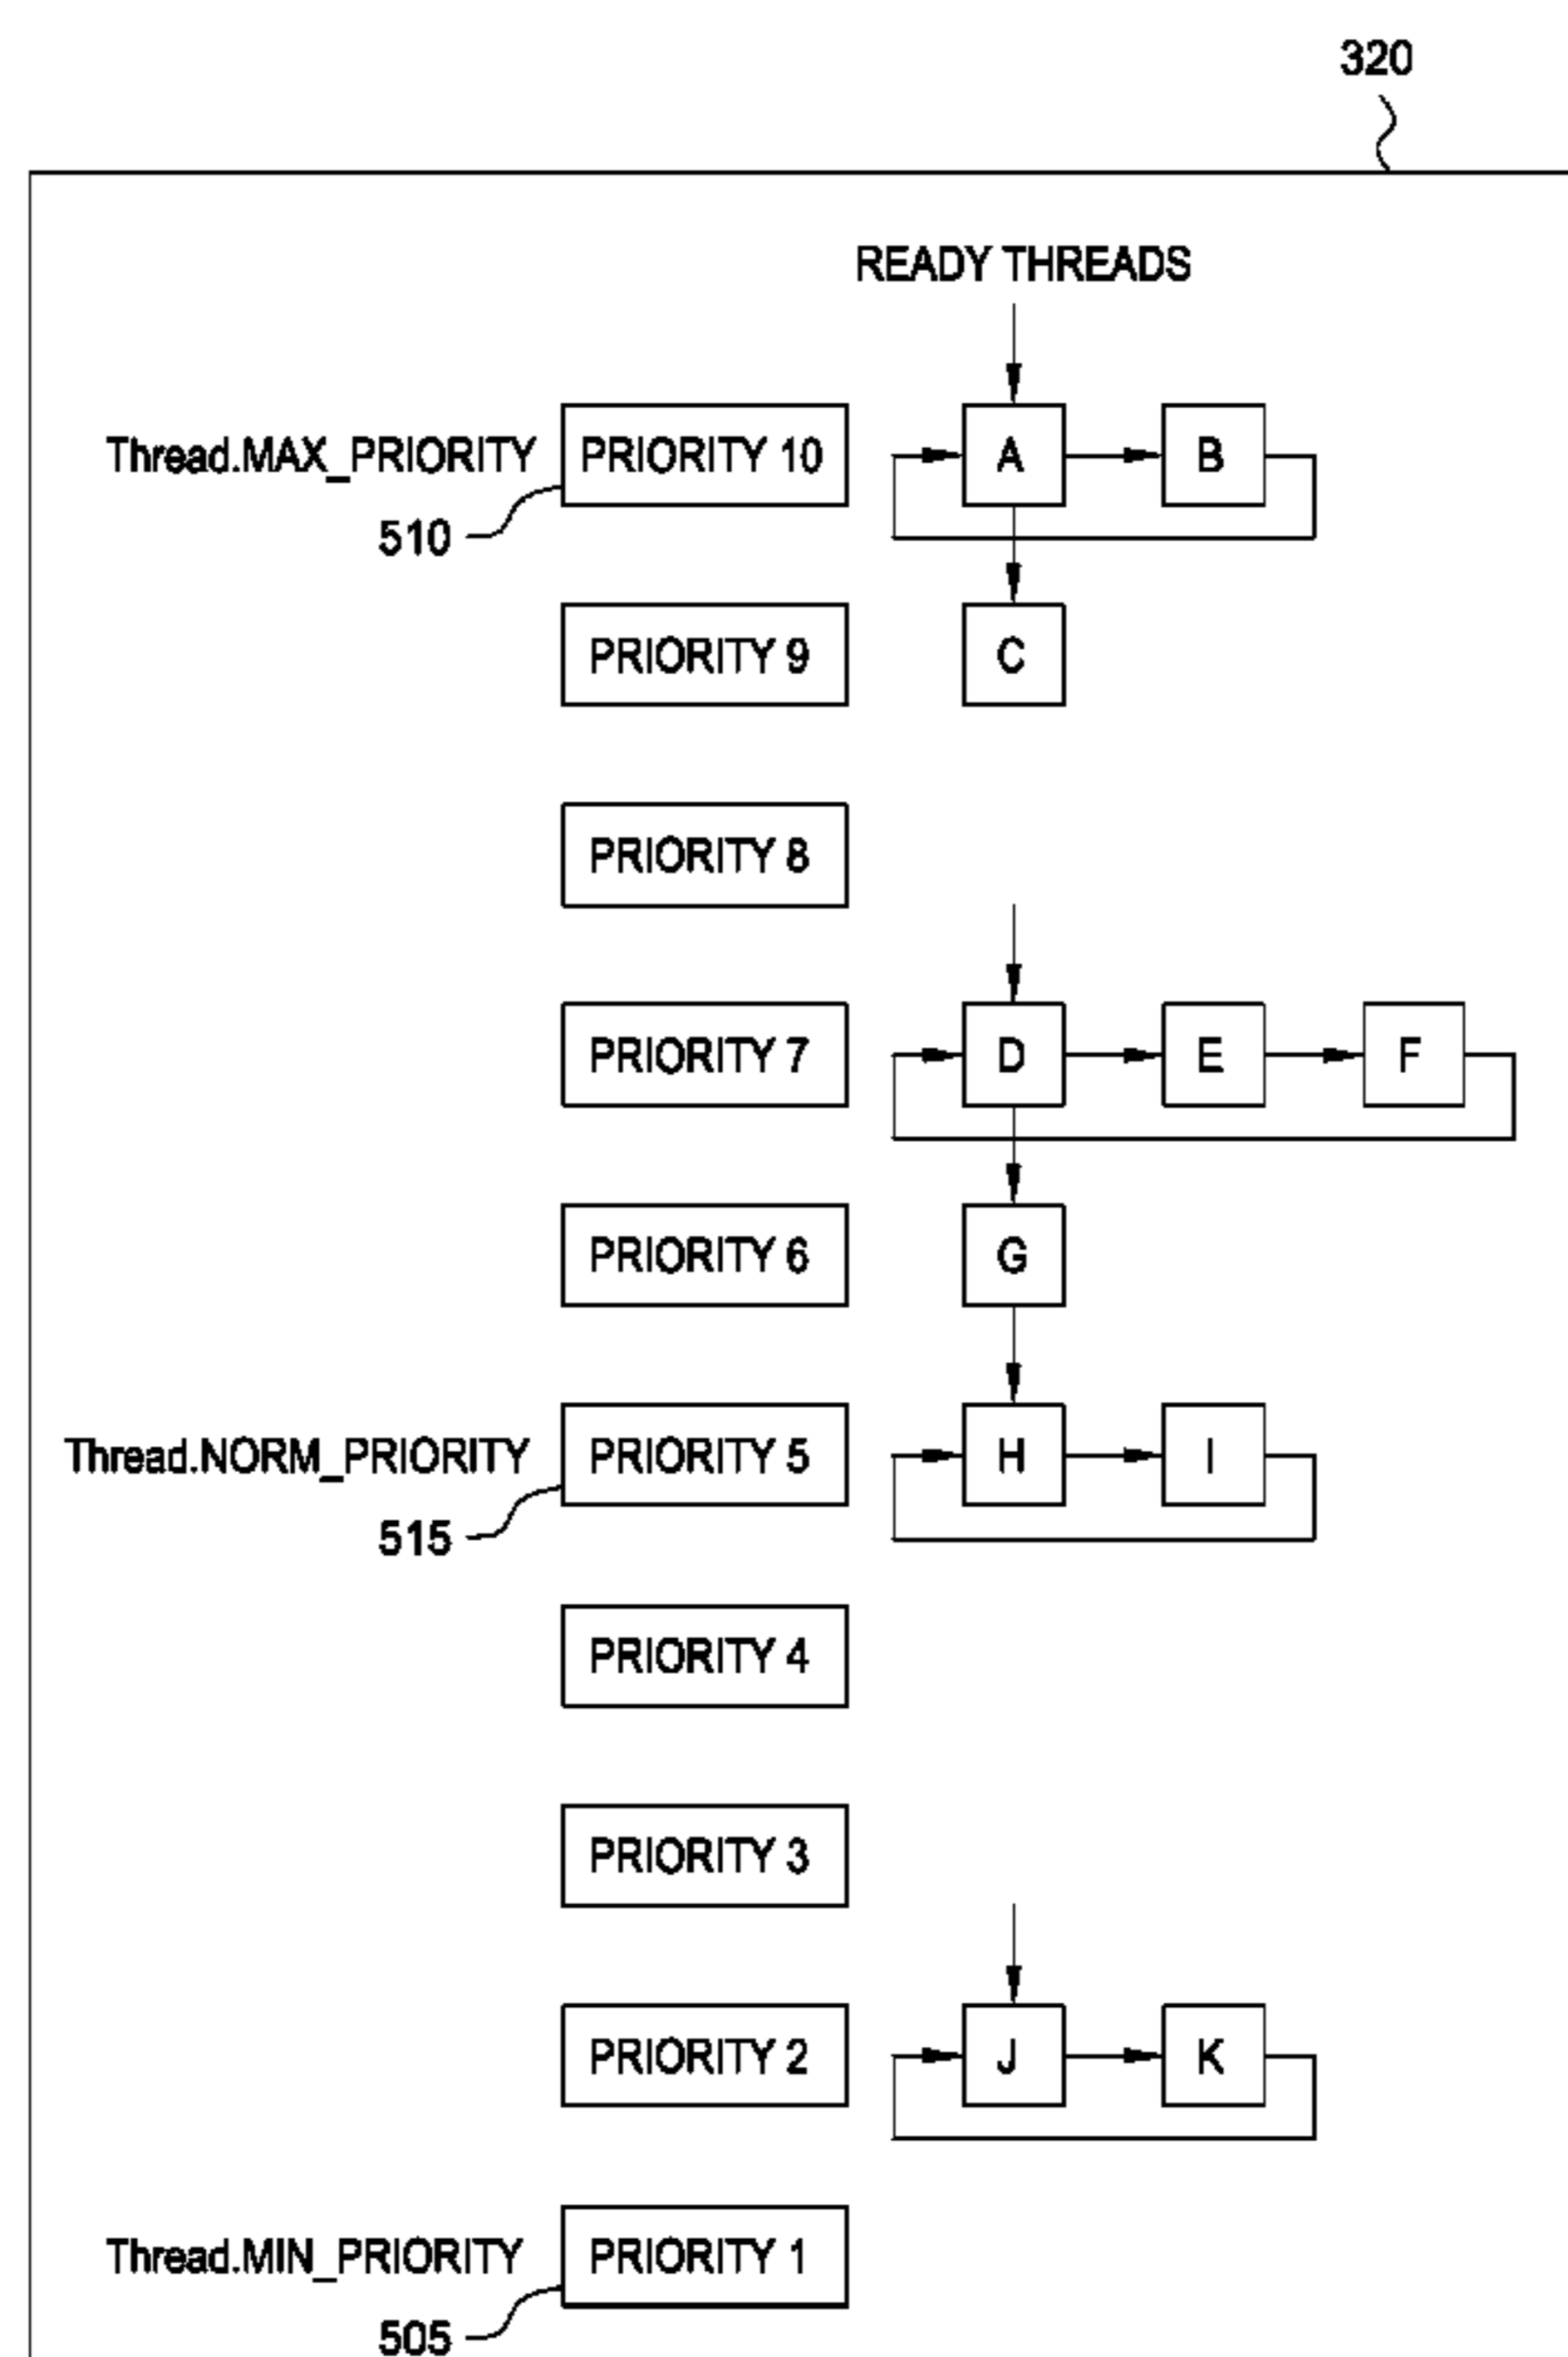 320
READY THREADS
Thread.MAX_PRIORITY PRIORITY 10 A B
510
PRIORITY 9 C
PRIORITY 8
PRIORITY 7 D E F
PRIORITY 6 G
Thread.NORM_PRIORITY PRIORITY 5 H I
515
PRIORITY 4
PRIORITY 3
PRIORITY 2 J K
Thread.MIN_PRIORITY PRIORITY 1
505